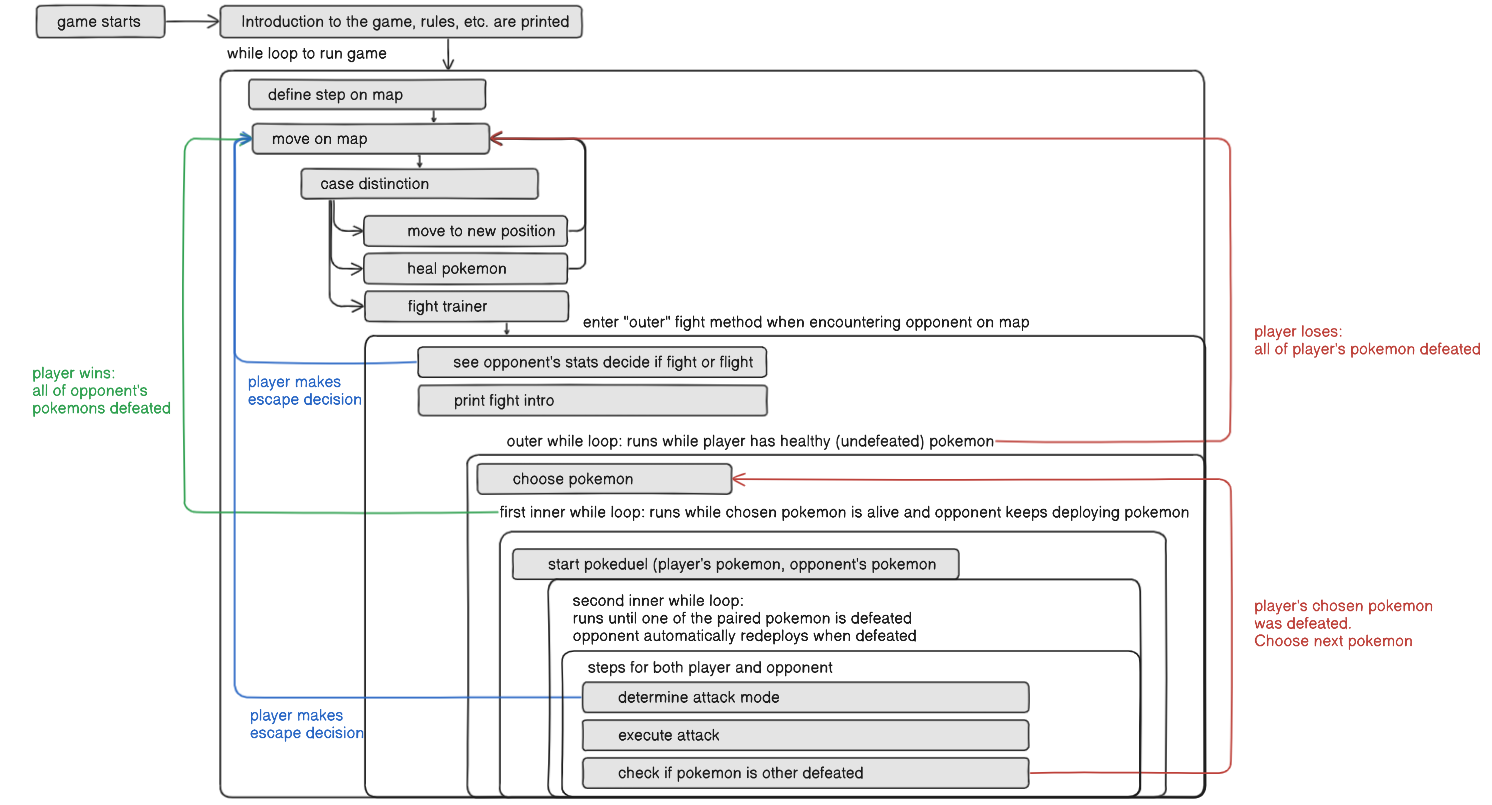 game starts
Introduction to the game, rules, etc. are printed
while loop to run game
define step on map
move on map
case distinction
move to new position
heal pokemon
fight trainer
enter "outer" fight method when encountering opponent on map
player loses:
all of player's pokemon defeated
see opponent's stats decide if fight or flight
player wins:
all of opponent's
pokemons defeated
player makes
escape decision
print fight intro
outer while loop: runs while player has healthy (undefeated) pokemon
choose pokemon
first inner while loop: runs while chosen pokemon is alive and opponent keeps deploying pokemon
start pokeduel (player's pokemon, opponent's pokemon
second inner while loop:
runs until one of the paired pokemon is defeated
opponent automatically redeploys when defeated
player's chosen pokemon
was defeated.
Choose next pokemon
steps for both player and opponent
determine attack mode
player makes
escape decision
execute attack
check if pokemon is other defeated